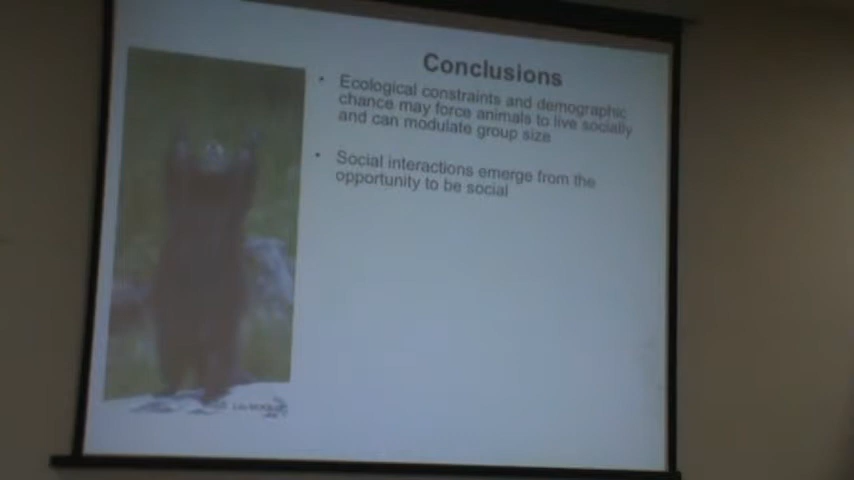 Conclusions
• Ecological constraints and demographic
chance may force animals to live socially
and can modulate group size
• Social interactions emerge from the
opportunity to be social